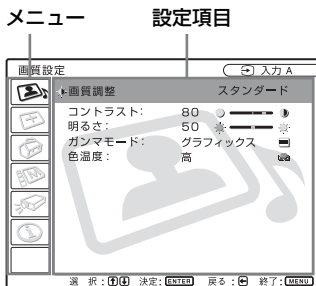 メニュー 設定項目
画質設定 入力 A
画質調整 スタンダード
コントラスト: 80
明るさ: 50
ガンマモード: グラフィックス
色温度: 高
選 択: 決定: ENTER 戻る: 終了: MENU